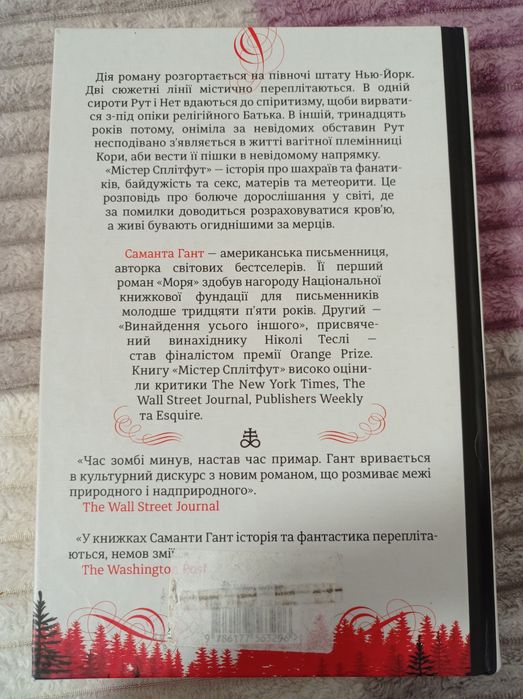 Дія роману розгортається на півночі штату Нью-Йорк.
Дві сюжетні лінії містично переплітаються. В одній
сироти Рут і Нет вдаються до спіритизму, щоби вирвати-
ся з-під опіки релігійного Батька. В іншій, тринадцять
років потому, оніміла за невідомих обставин Рут
несподівано з'являється в житті вагітної племінниці
Кори, аби вести її пішки в невідомому напрямку.
«Містер Сплітфут» — історія про шахраїв та фанати-
ків, байдужість та секс, матерів та метеорити. Це
розповідь про болюче дорослішання у світі, де
за помилки доводиться розраховуватися кров'ю,
а живі бувають огиднішими за мерців.
Саманта Гант — американська письменниця,
авторка світових бестселерів. Її перший
роман «Моря» здобув нагороду Національної
книжкової фундації для письменників
молодше тридцяти п'яти років. Другий —
«Винайдення усього іншого», присвяче-
ний винахіднику Ніколі Теслі —
став фіналістом премії Orange Prize.
Книгу «Містер Сплітфут» високо оціни-
ли критики The New York Times, The
Wall Street Journal, Publishers Weekly
та Esquire.
«Час зомбі минув, настав час примар. Гант вривається
в культурний дискурс з новим романом, що розмиває межі
природного і надприродного».
The Wall Street Journal
«У книжках Саманти Гант історія та фантастика перепліта-
ються, немов змії
The Washington Post